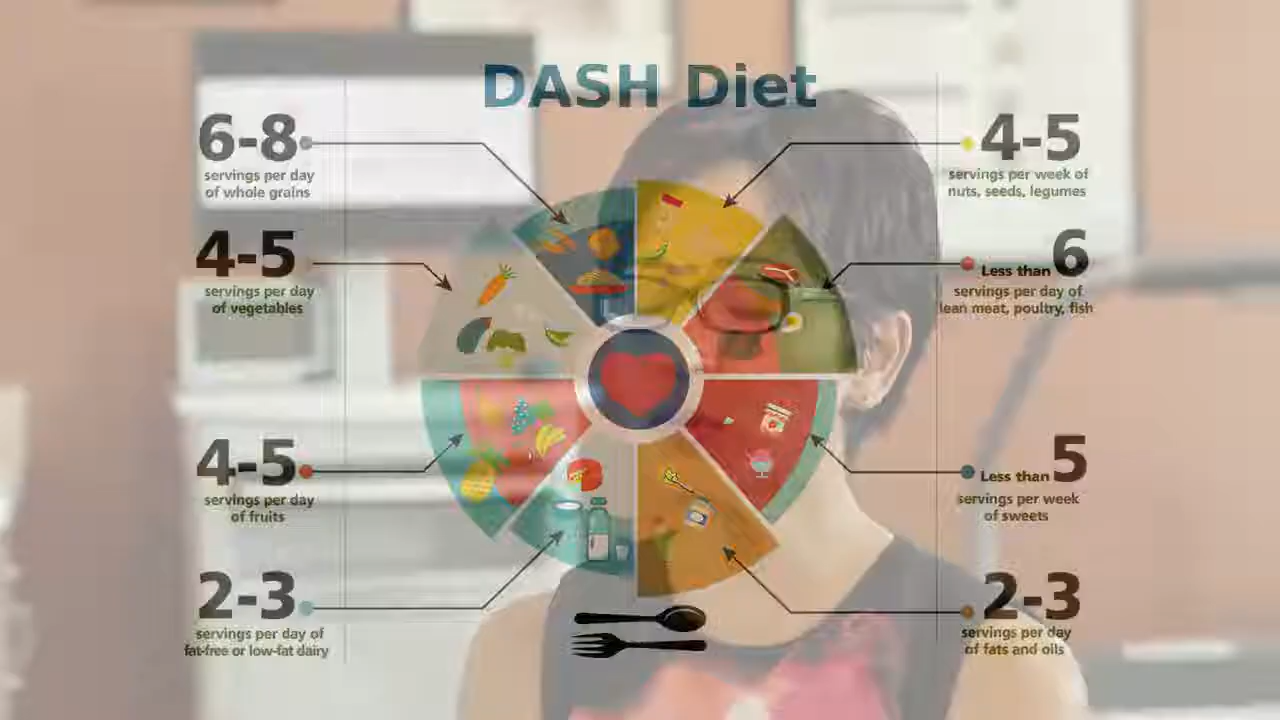 DASH Diet
6-8
servings per day
of whole grains
4-5
servings per day
of vegetables
4-5
servings per day
of fruits
2-3
servings per day of
fat-free or low-fat dairy
4-5
servings per week of
nuts, seeds, legumes
Less than 6
servings per day of
lean meat, poultry, fish
Less than 5
servings per week
of sweets
2-3
servings per day
of fats and oils